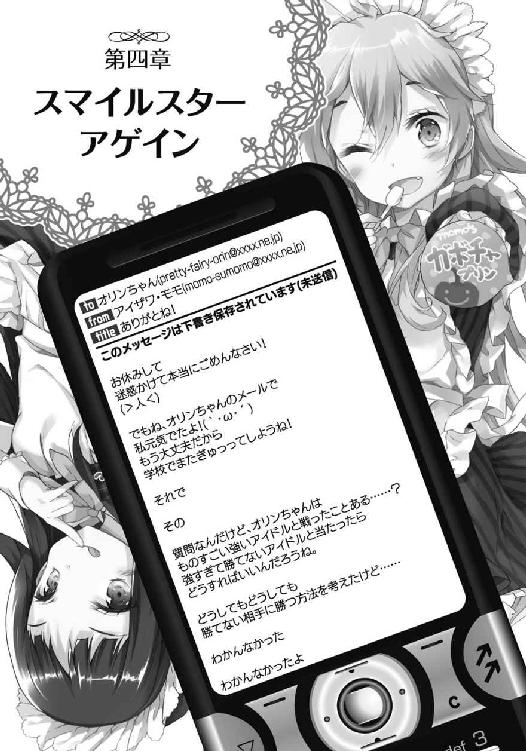 第四章
スマイルスター
アゲイン
momo's
カボチャ
プリン
to オリンちゃん(pratty-fairy-orin@xxxx.ne.jp)
from アイザワ・モモ(momo-sumomo@xxxx.ne.jp)
title ありがとね!
このメッセージは下書き保存されています(未送信)
お休みして
迷惑かけて本当にごめんなさい!
(>人<)
でもね、オリンちゃんのメールで
私元気でたよ!(｀・ω・´)
もう大丈夫だから
学校でまたぎゅってしようね!
それで
その
質問なんだけど、オリンちゃんは
ものすごい強いアイドルと戦ったことある……?
強すぎて勝てないアイドルと当たったら
どうすればいいんだろうね。
どうしてもどうしても
勝てない相手に勝つ方法を考えたけど……
わかんなかった
わかんなかったよ
C
def 3